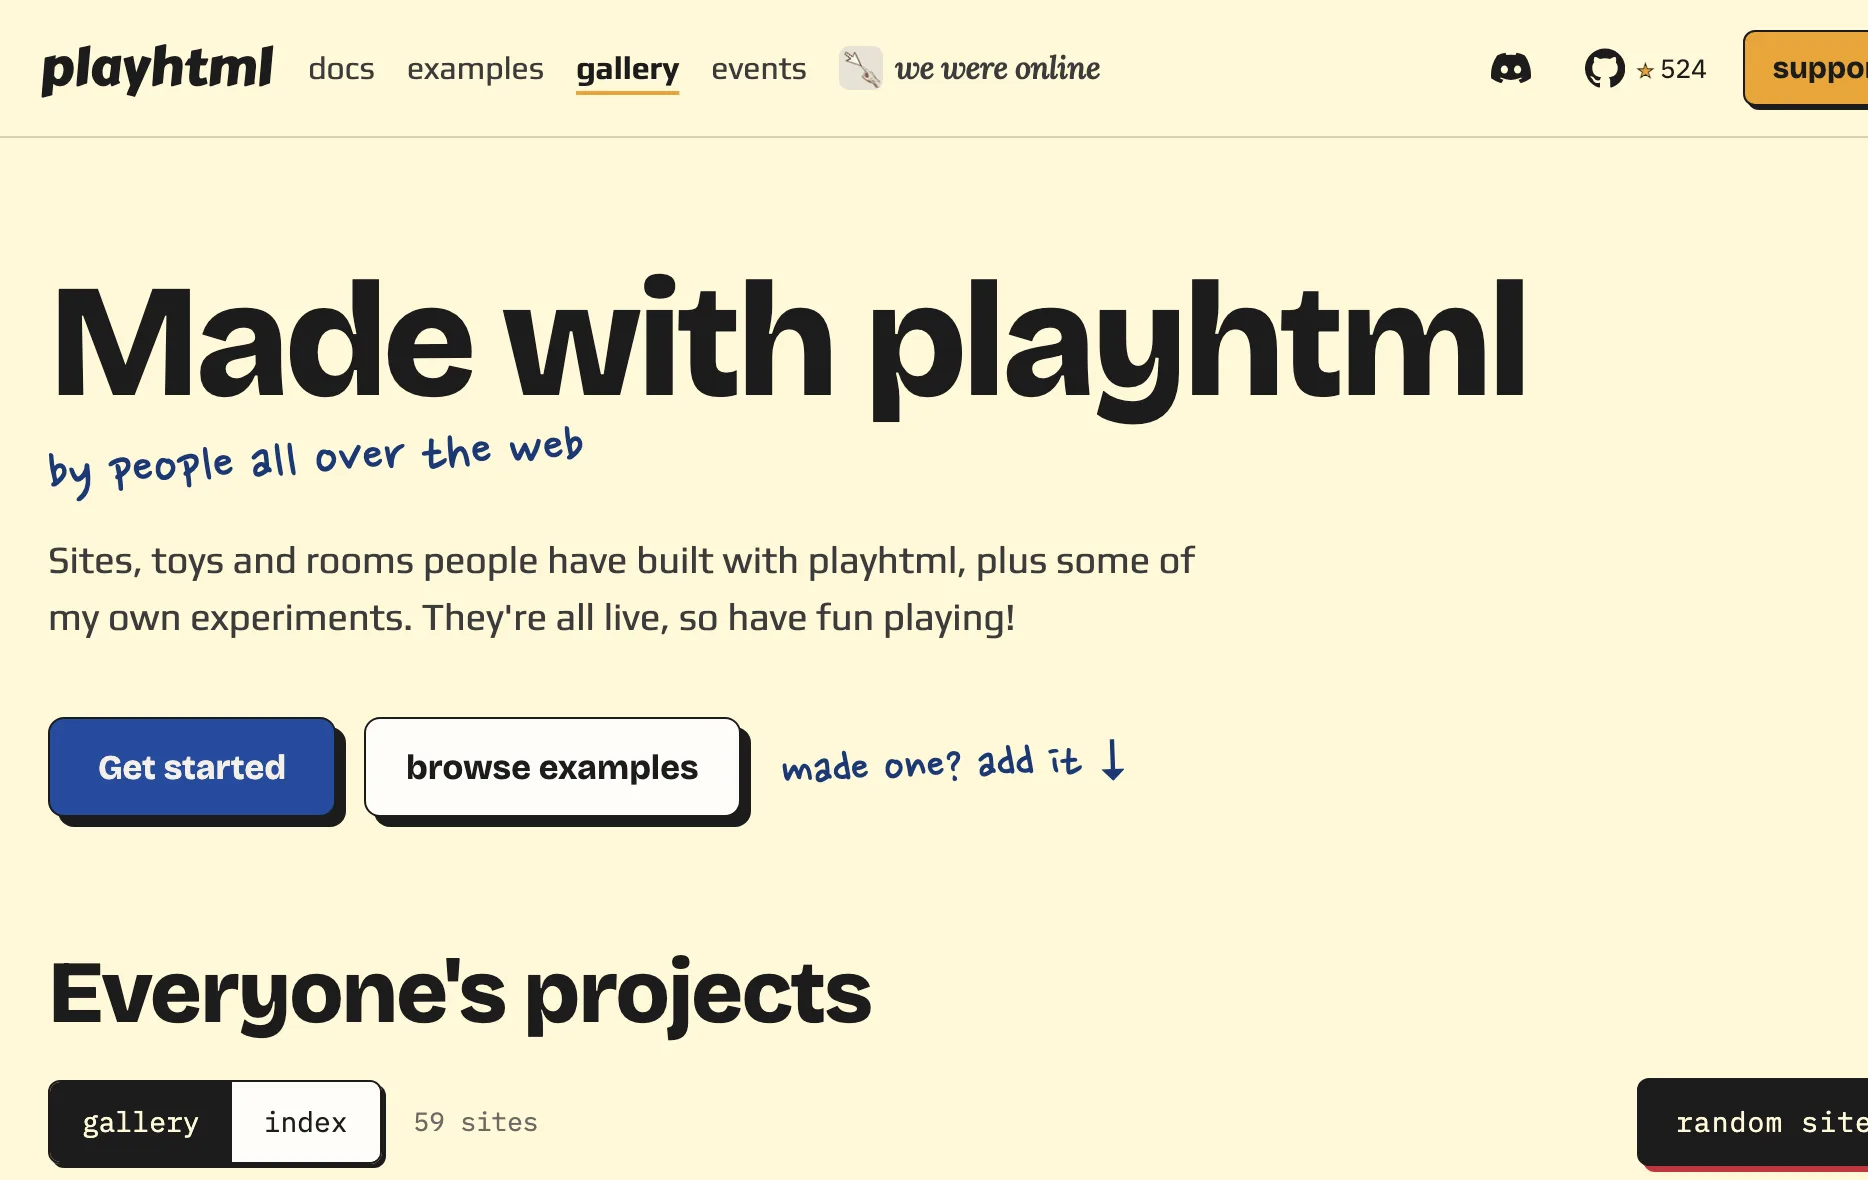 playhtml docs examples gallery events we were online ★ 524
Made with playhtml
by people all over the web
Sites, toys and rooms people have built with playhtml, plus some of
my own experiments. They're all live, so have fun playing!
Get started browse examples made one? add it ↓
Everyone's projects
gallery index 59 sites random site